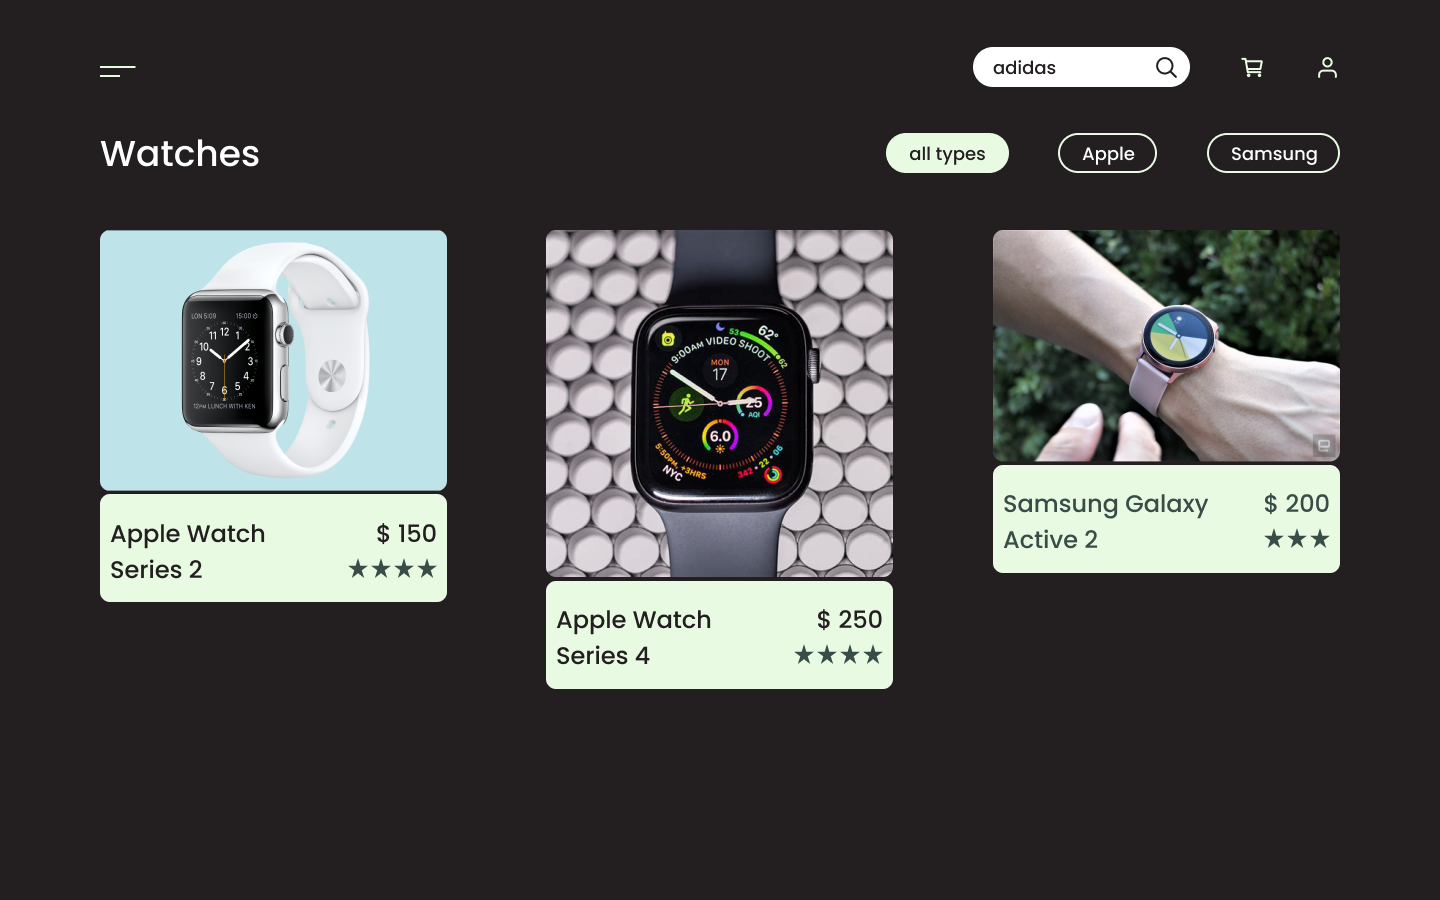 adidas
Watches
all types
Apple
Samsung
LON 5:09 15:00
12 1 2 3 4 5 6 7 8 9 10 11
12PM LUNCH WITH KEN
Apple Watch $ 150
Series 2 ★★★★
53 62° 62
9:00AM VIDEO SHOOT
MON
17
25
AQI
6.0
5:50PM, +3HRS
NYC
342 • 22 • 06
Apple Watch $ 250
Series 4 ★★★★
Samsung Galaxy $ 200
Active 2 ★★★